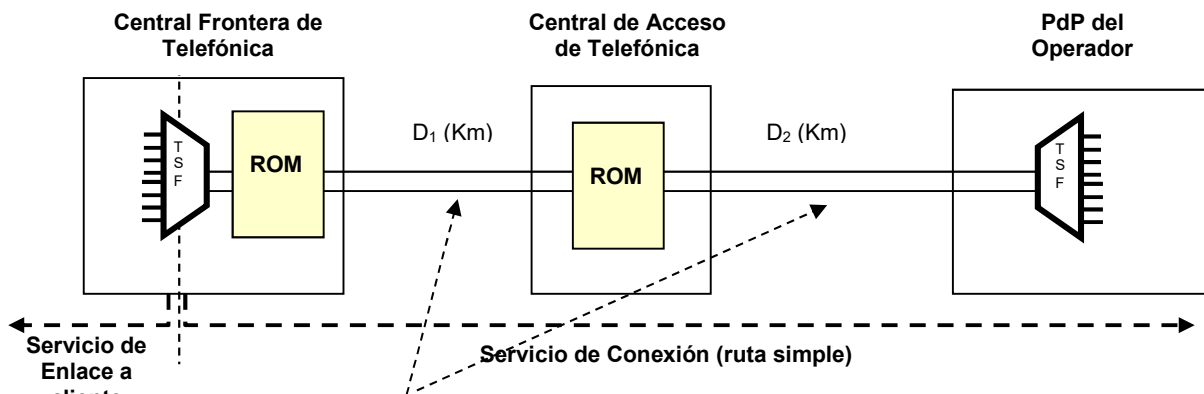 Central Frontera de
Telefónica
Central de Acceso
de Telefónica
PdP del
Operador
T
S
F
ROM
D₁ (Km)
ROM
D₂ (Km)
T
S
F
Servicio de
Enlace a
cliente
Servicio de Conexión (ruta simple)